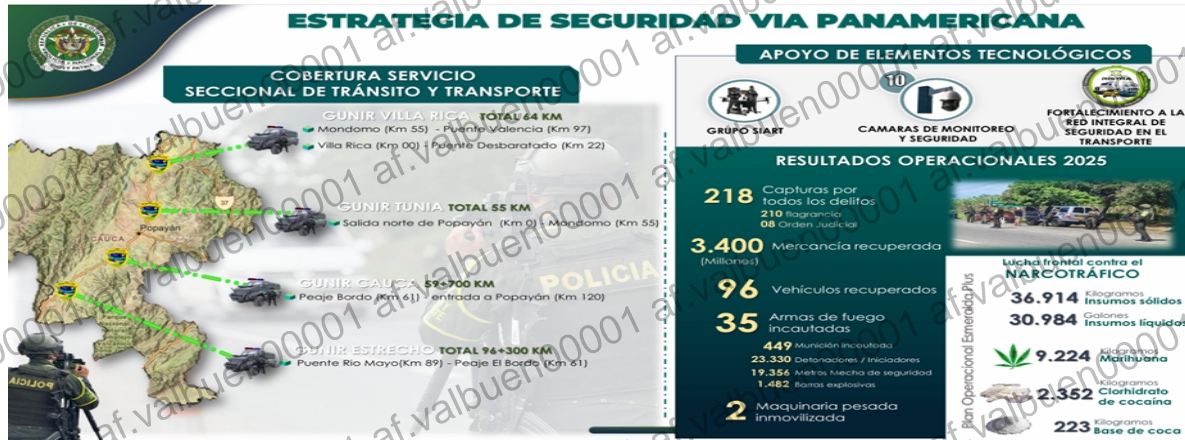 ESTRATEGIA DE SEGURIDAD VIA PANAMERICANA
COBERTURA SERVICIO
SECCIONAL DE TRÁNSITO Y TRANSPORTE
GUNIR VILLA RICA TOTAL 64 KM
Mondomo (Km 55) - Puente Valencia (Km 97)
Villa Rica (Km 00) - Puente Desbaratado (Km 22)
GUNIR TUNIA TOTAL 55 KM
Salida norte de Popayán (Km 0) - Mondomo (Km 55)
GUNIR CAUCA 59+700 KM
Peaje Bordo (Km 61) entrada a Popayán (Km 120)
GUNIR ESTRECHO TOTAL 96+300 KM
Puente Rio Mayo(Km 89) - Peaje El Bordo (Km 61)
37
Popayán
CAUCA
POLICIA
POLICIA
APOYO DE ELEMENTOS TECNOLÓGICOS
GRUPO SIART
10
CAMARAS DE MONITOREO
Y SEGURIDAD
FORTALECIMIENTO A LA
RED INTEGRAL DE
SEGURIDAD EN EL
TRANSPORTE
RESULTADOS OPERACIONALES 2025
218 Capturas por
todos los delitos
210 flagrancia
08 Orden Judicial
3.400 Mercancía recuperada
(Millones)
96 Vehículos recuperados
35 Armas de fuego
incautadas
449 Munición incautada
23.330 Detonadores / Iniciadores
19.356 Metros Mecha de seguridad
1.482 Barras explosivas
2 Maquinaria pesada
inmovilizada
Plan Operacional Esmeralda Plus
Lucha frontal contra el
NARCOTRÁFICO
36.914 Kilogramos
Insumos sólidos
30.984 Galones
Insumos líquidos
9.224 Kilogramos
Marihuana
2.352 Kilogramos
Clorhidrato
de cocaína
223 Kilogramos
Base de coca
af.valbuen00001